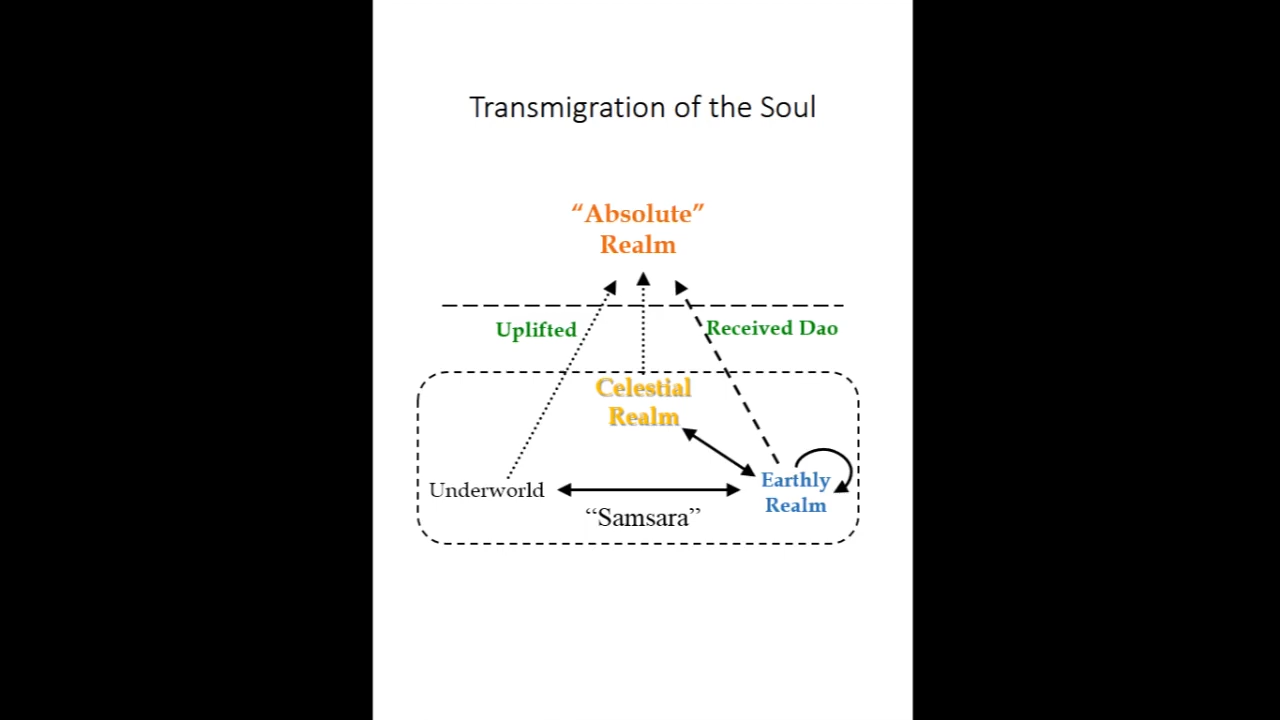 Transmigration of the Soul
“Absolute”
Realm
Uplifted
Received Dao
Celestial
Realm
Underworld
Earthly
Realm
“Samsara”